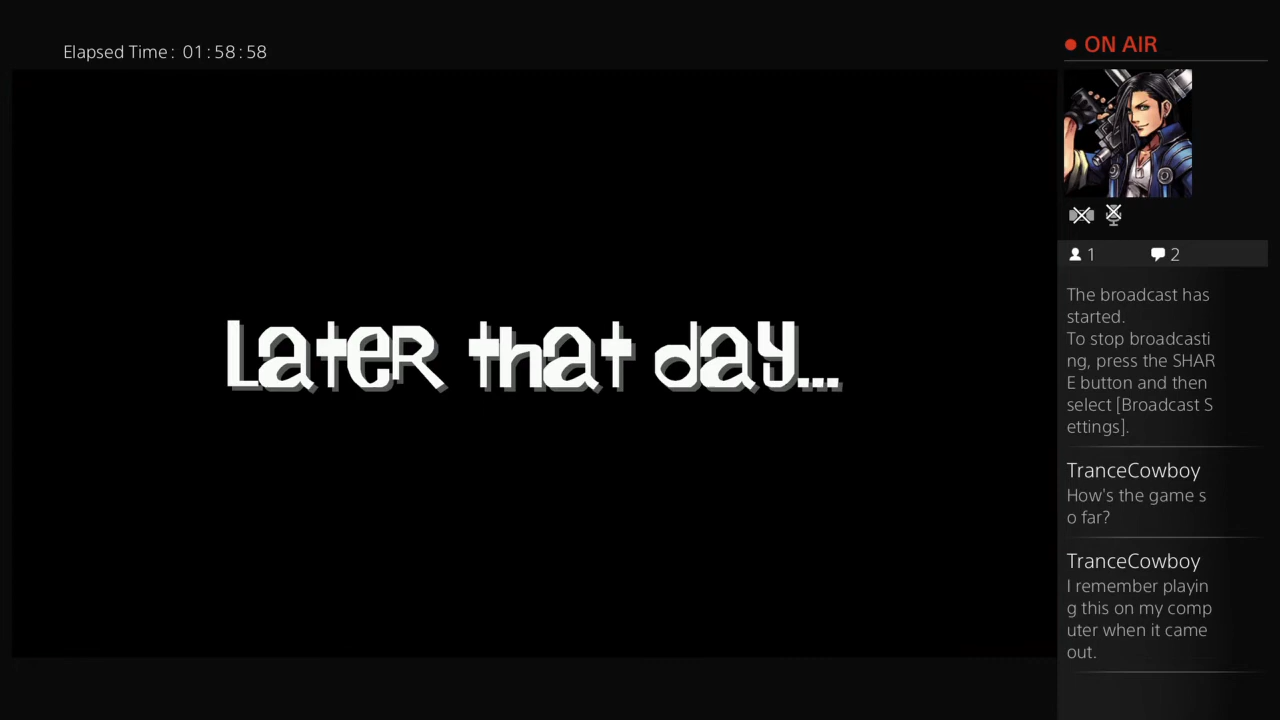 Elapsed Time: 01:58:58
ON AIR
1 2
Later that day...
The broadcast has
started.
To stop broadcasti
ng, press the SHAR
E button and then
select [Broadcast S
ettings].
TranceCowboy
How's the game s
o far?
TranceCowboy
I remember playin
g this on my comp
uter when it came
out.